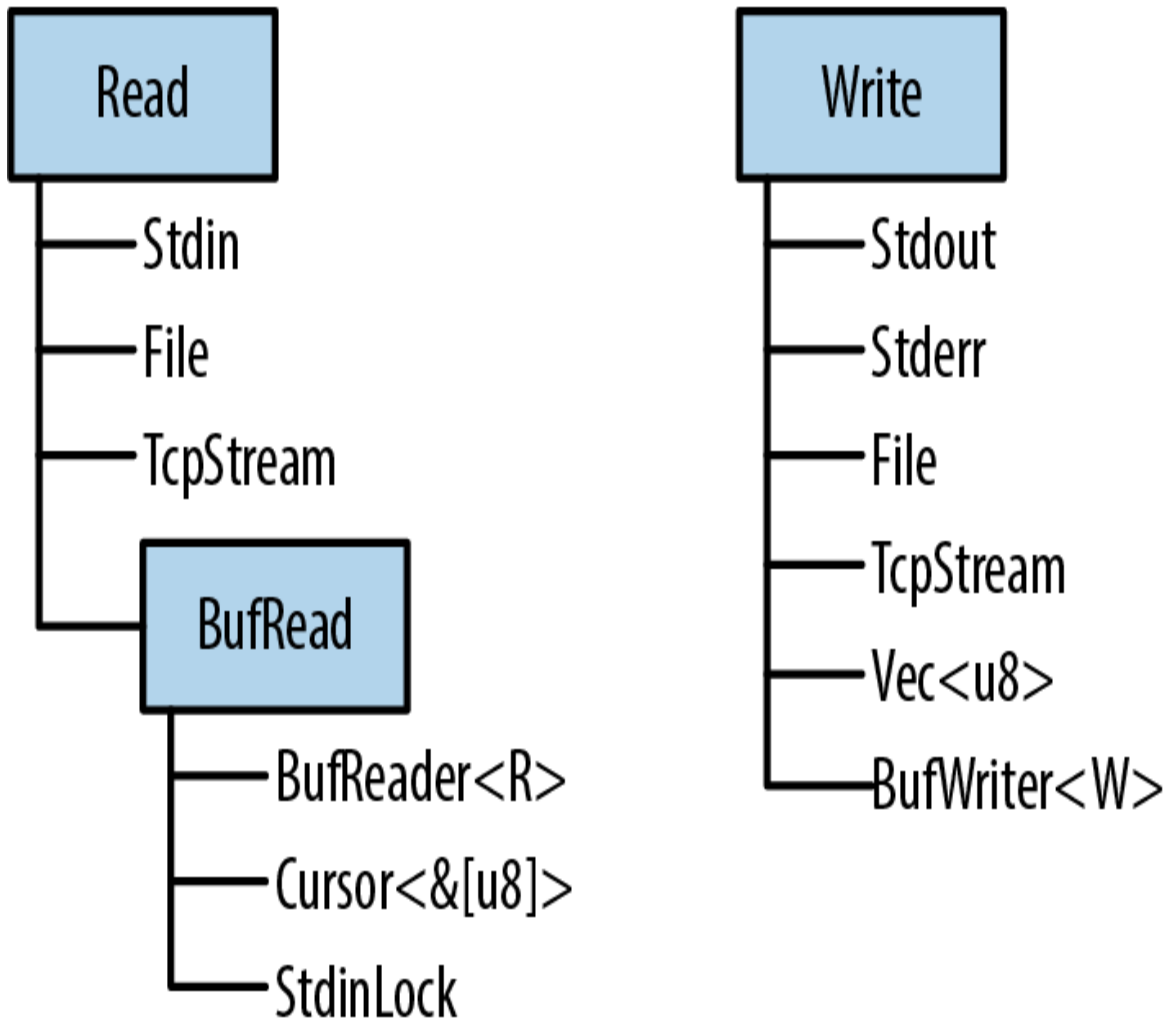 Read
Stdin
File
TcpStream
BufRead
BufReader<R>
Cursor<&[u8]>
StdinLock
Write
Stdout
Stderr
File
TcpStream
Vec<u8>
BufWriter<W>